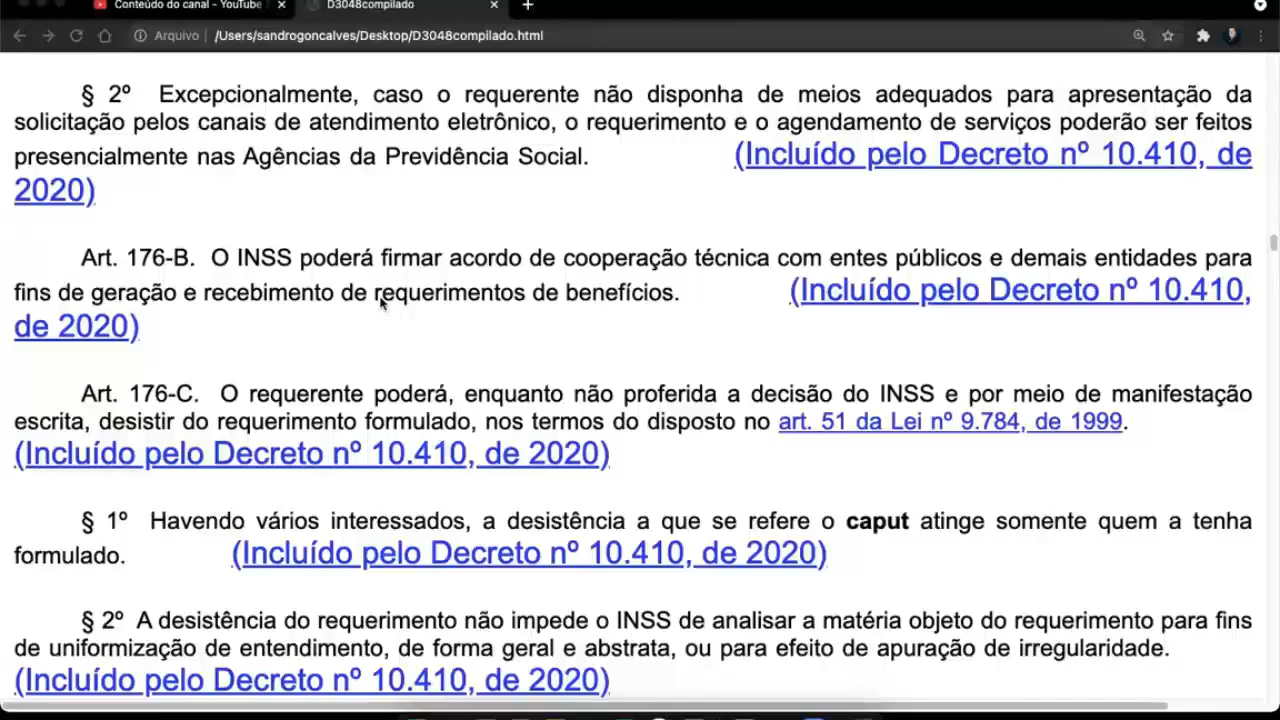 Conteúdo do canal - YouTube
D3048compilado
Arquivo | /Users/sandrogoncalves/Desktop/D3048compilado.html
§ 2º Excepcionalmente, caso o requerente não disponha de meios adequados para apresentação da
solicitação pelos canais de atendimento eletrônico, o requerimento e o agendamento de serviços poderão ser feitos
presencialmente nas Agências da Previdência Social. (Incluído pelo Decreto nº 10.410, de
2020)
Art. 176-B. O INSS poderá firmar acordo de cooperação técnica com entes públicos e demais entidades para
fins de geração e recebimento de requerimentos de benefícios. (Incluído pelo Decreto nº 10.410,
de 2020)
Art. 176-C. O requerente poderá, enquanto não proferida a decisão do INSS e por meio de manifestação
escrita, desistir do requerimento formulado, nos termos do disposto no art. 51 da Lei nº 9.784, de 1999.
(Incluído pelo Decreto nº 10.410, de 2020)
§ 1º Havendo vários interessados, a desistência a que se refere o caput atinge somente quem a tenha
formulado. (Incluído pelo Decreto nº 10.410, de 2020)
§ 2º A desistência do requerimento não impede o INSS de analisar a matéria objeto do requerimento para fins
de uniformização de entendimento, de forma geral e abstrata, ou para efeito de apuração de irregularidade.
(Incluído pelo Decreto nº 10.410, de 2020)